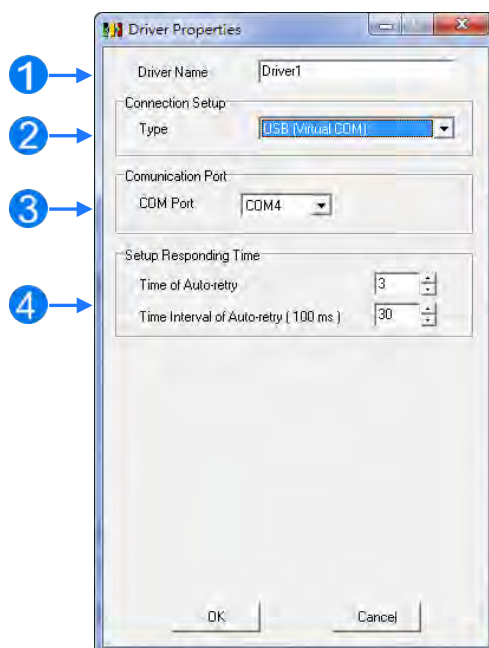 Driver Properties
1 Driver Name Driver1
Connection Setup
2 Type USB (Virtual COM)
Comunication Port
3 COM Port COM4
Setup Responding Time
Time of Auto-retry 3
4
Time Interval of Auto-retry ( 100 ms ) 30
OK Cancel